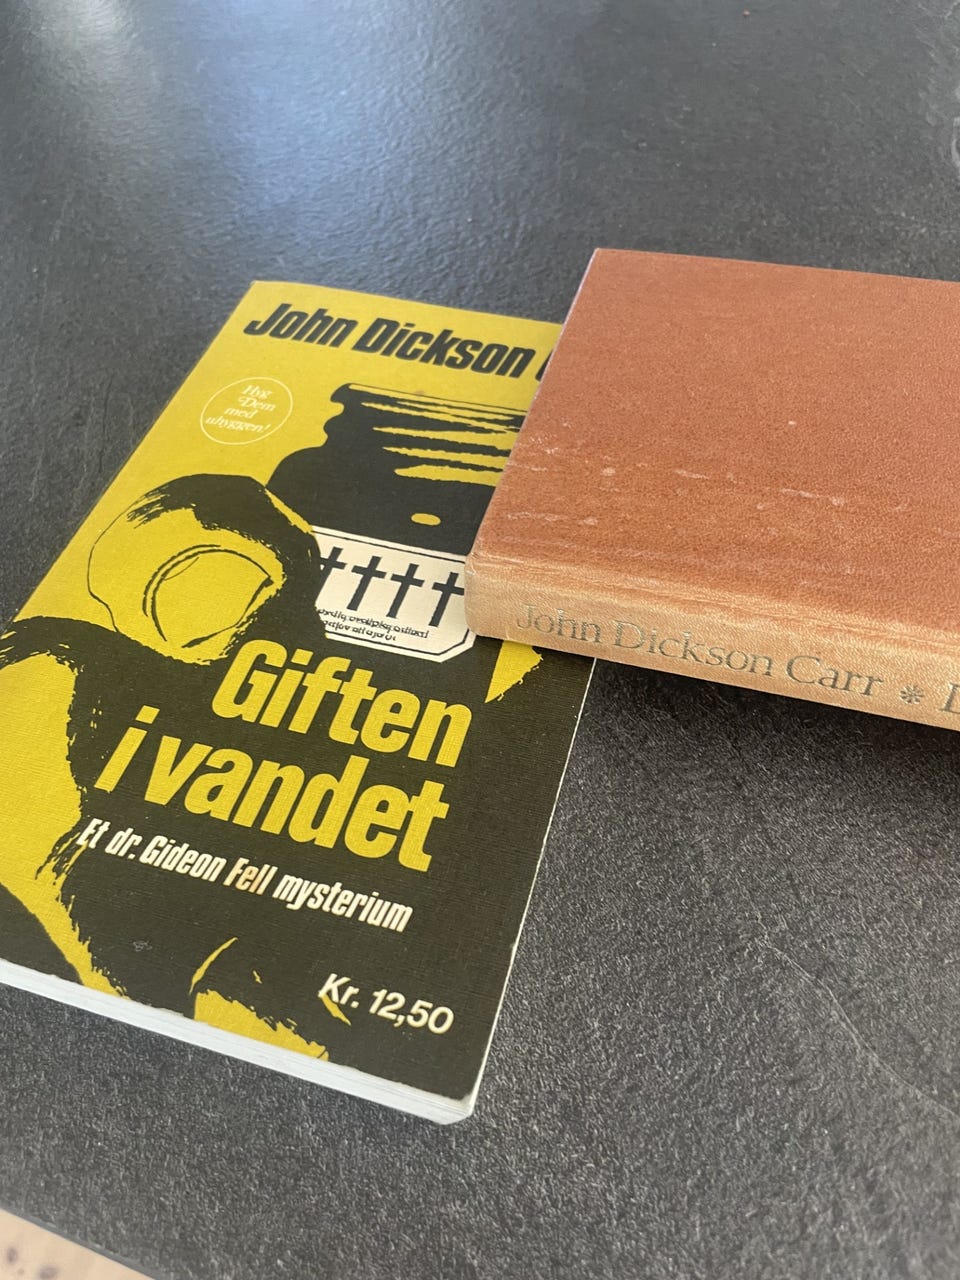 John Dickson
Hyg
Dem
med
uhyggen!
Giften
i vandet
Et dr. Gideon Fell mysterium
Kr. 12,50
John Dickson Carr *